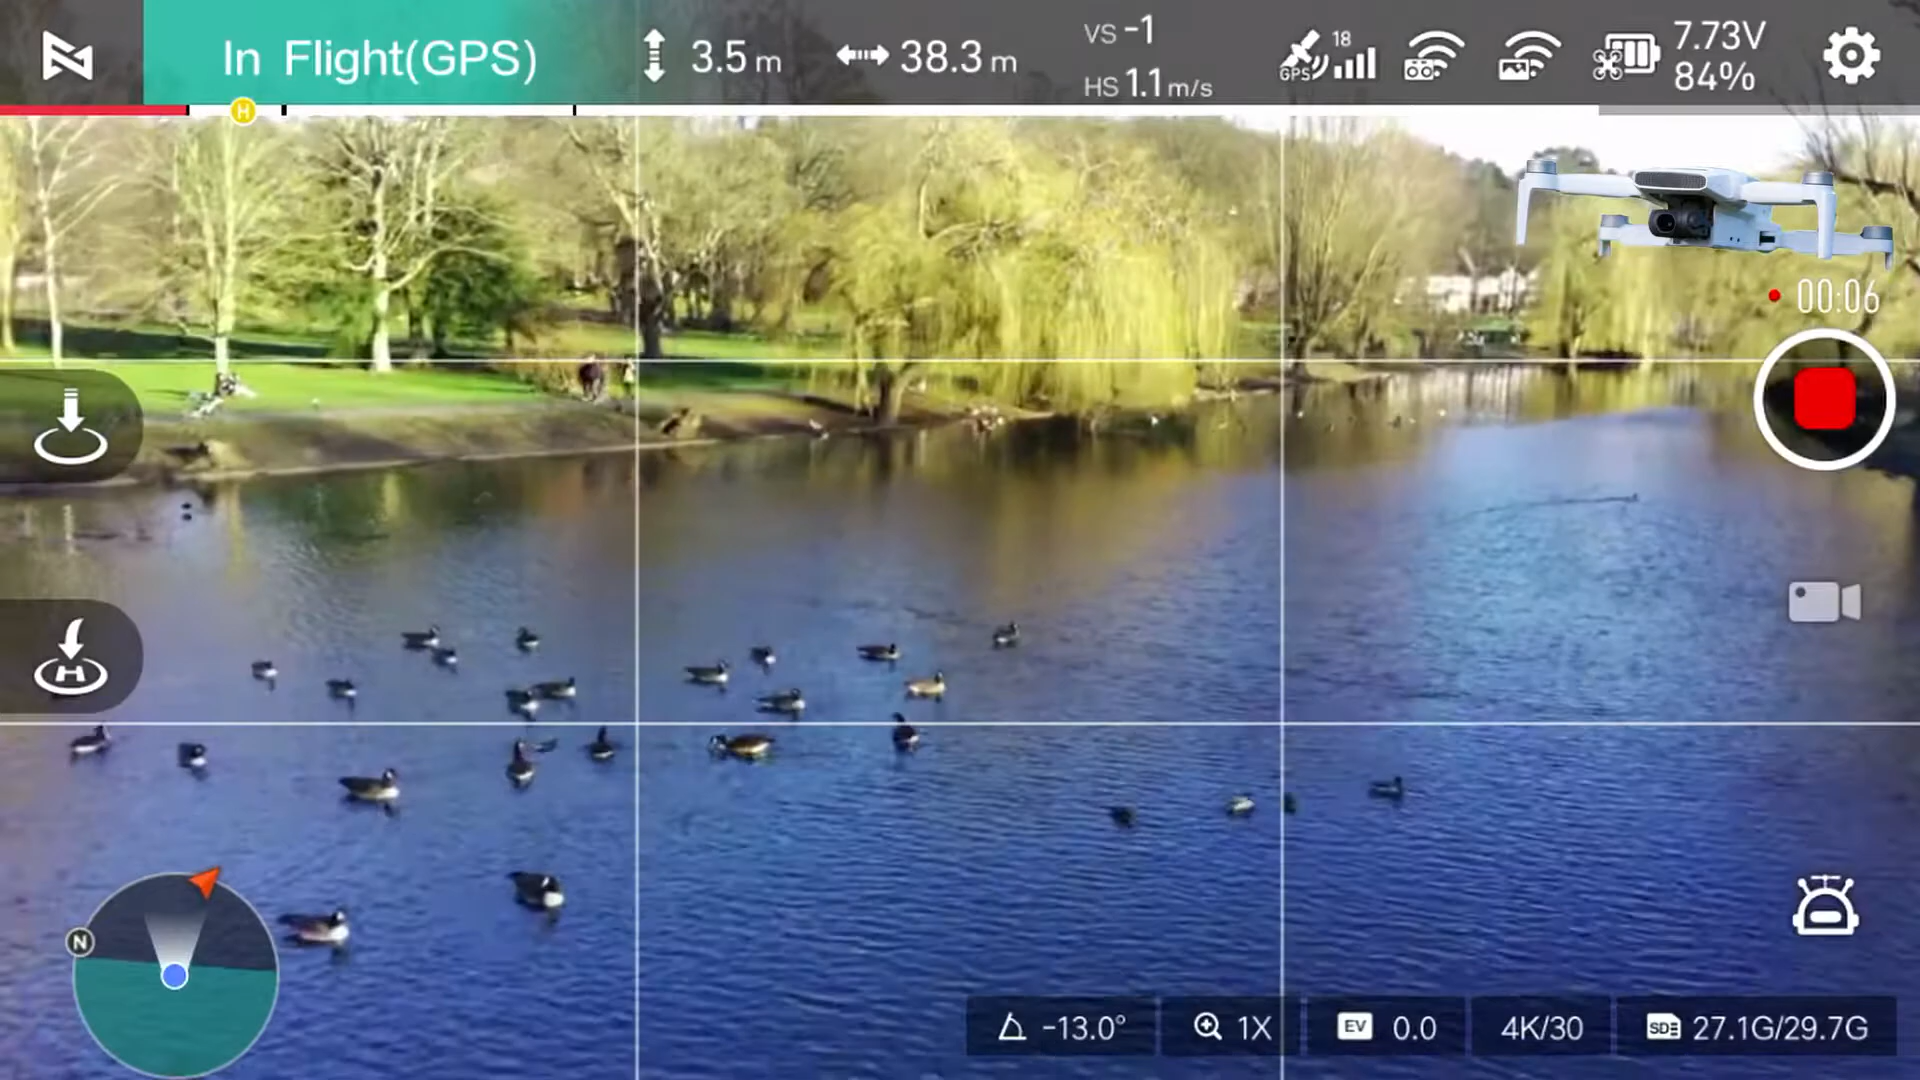 In Flight(GPS)
3.5 m
38.3 m
VS -1
HS 1.1 m/s
GPS 18
7.73V
84%
H
00:06
H
N
-13.0°
1X
EV 0.0
4K/30
SD 27.1G/29.7G